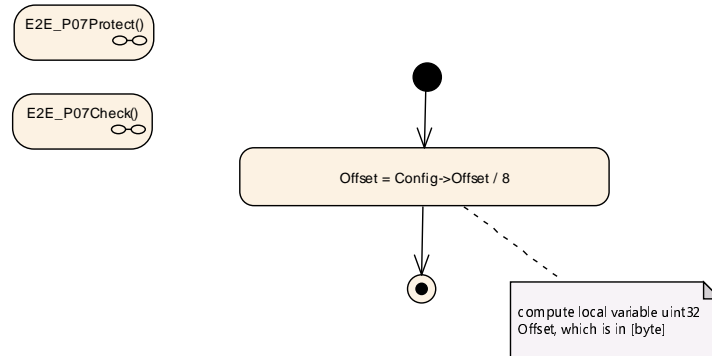 E2E_P07Protect()
E2E_P07Check()
Offset = Config->Offset / 8
compute local variable uint32
Offset, which is in [byte]